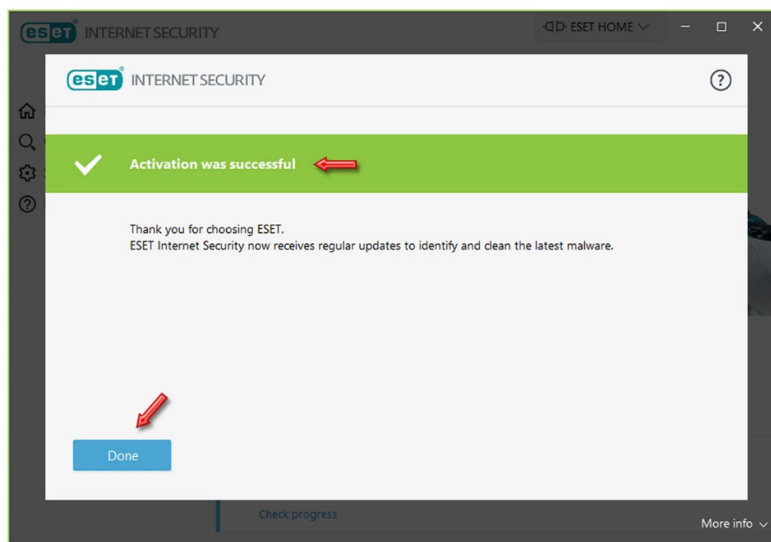 eset INTERNET SECURITY
ESET HOME
eset INTERNET SECURITY
Activation was successful
Thank you for choosing ESET.
ESET Internet Security now receives regular updates to identify and clean the latest malware.
Done
Check progress
More info